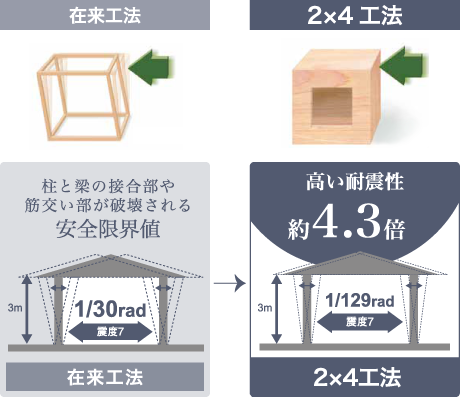 在来工法
2×4工法
柱と梁の接合部や
筋交い部が破壊される
安全限界値
3m
1/30rad
震度7
在来工法
高い耐震性
約4.3倍
3m
1/129rad
震度7
2×4工法